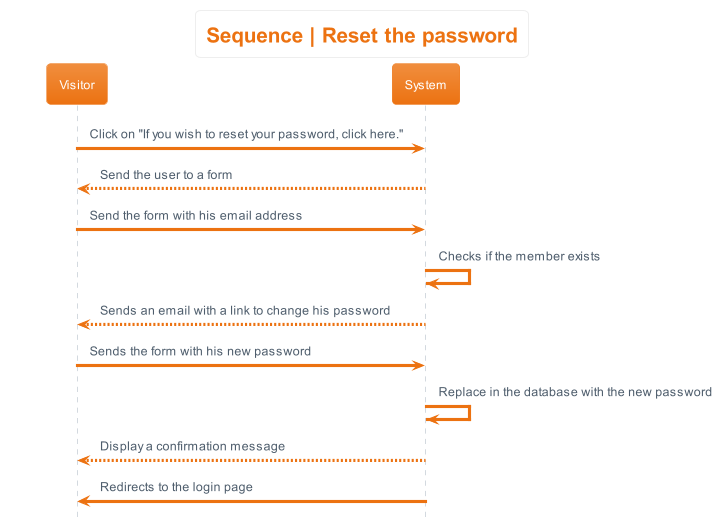 Sequence | Reset the password
Visitor
System
Click on "If you wish to reset your password, click here."
Send the user to a form
Send the form with his email address
Checks if the member exists
Sends an email with a link to change his password
Sends the form with his new password
Replace in the database with the new password
Display a confirmation message
Redirects to the login page